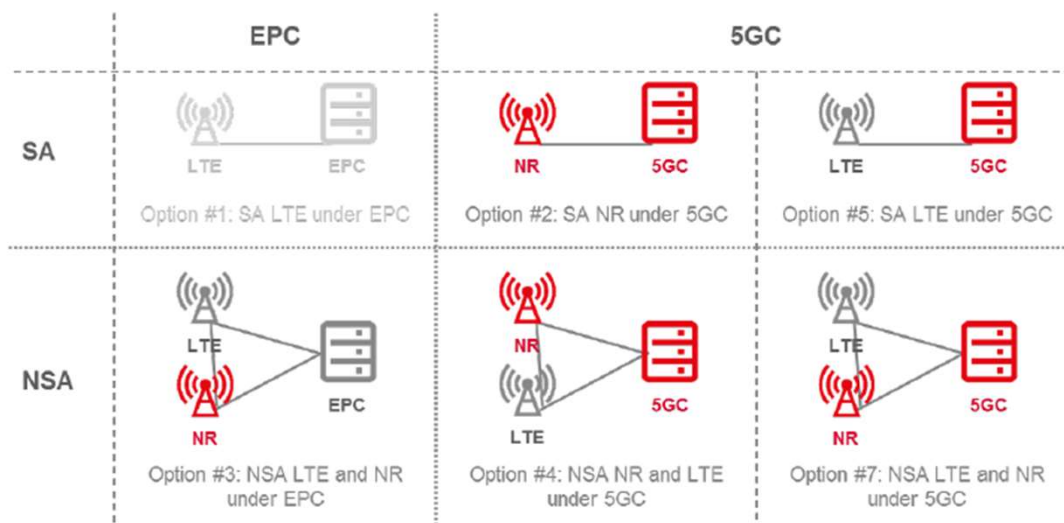 EPC
5GC
SA
LTE
EPC
Option #1: SA LTE under EPC
NR
5GC
Option #2: SA NR under 5GC
LTE
5GC
Option #5: SA LTE under 5GC
NSA
LTE
NR
EPC
Option #3: NSA LTE and NR
under EPC
NR
LTE
5GC
Option #4: NSA NR and LTE
under 5GC
LTE
NR
5GC
Option #7: NSA LTE and NR
under 5GC